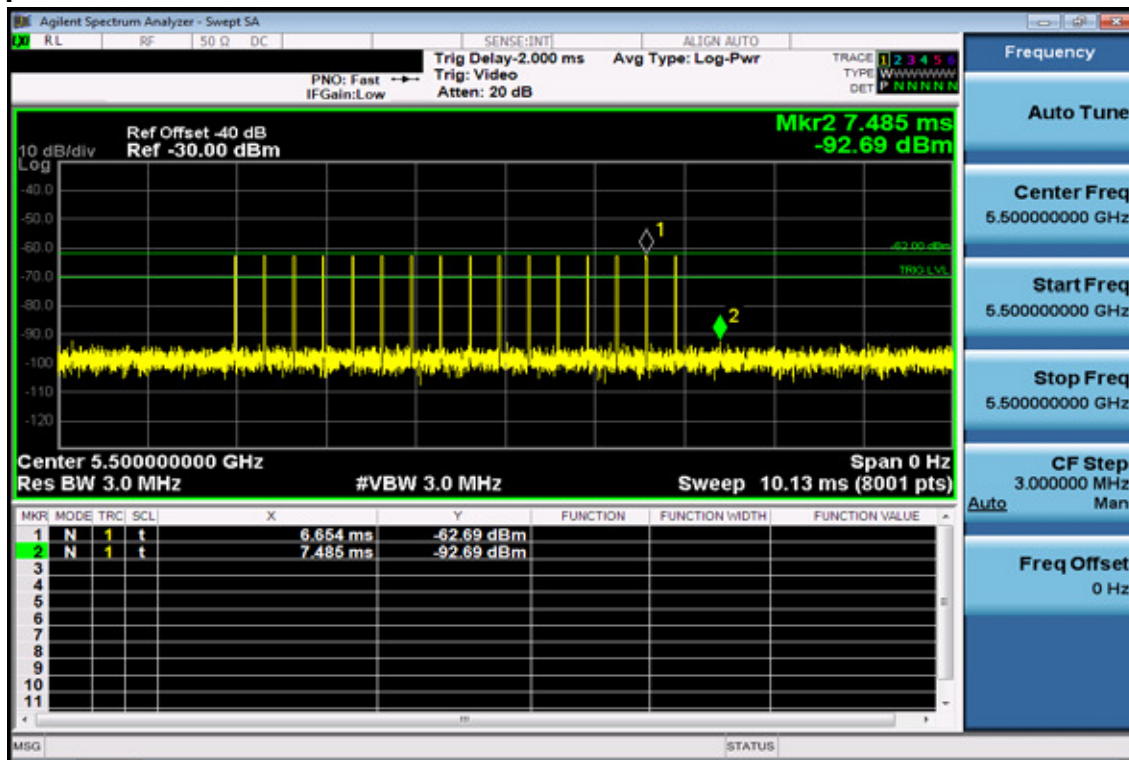 Agilent Spectrum Analyzer - Swept SA
RL RF 50 Ω DC SENSE:INT ALIGN AUTO
Trig Delay-2.000 ms Avg Type: Log-Pwr TRACE 1 2 3 4 5 6
PNO: Fast Trig: Video TYPE WWWWWW
IFGain:Low Atten: 20 dB DET P N N N N N
Mkr2 7.485 ms
-92.69 dBm
Ref Offset -40 dB
10 dB/div Ref -30.00 dBm
Log
-40.0
-50.0
1
-60.0
-62.00 dBm
-70.0
TRIG LVL
-80.0
2
-90.0
-100
-110
-120
Center 5.500000000 GHz Span 0 Hz
Res BW 3.0 MHz #VBW 3.0 MHz Sweep 10.13 ms (8001 pts)
MKR MODE TRC SCL X Y FUNCTION FUNCTION WIDTH FUNCTION VALUE
1 N 1 t 6.654 ms -62.69 dBm
2 N 1 t 7.485 ms -92.69 dBm
3
4
5
6
7
8
9
10
11
MSG STATUS
Frequency
Auto Tune
Center Freq
5.500000000 GHz
Start Freq
5.500000000 GHz
Stop Freq
5.500000000 GHz
CF Step
3.000000 MHz
Auto Man
Freq Offset
0 Hz